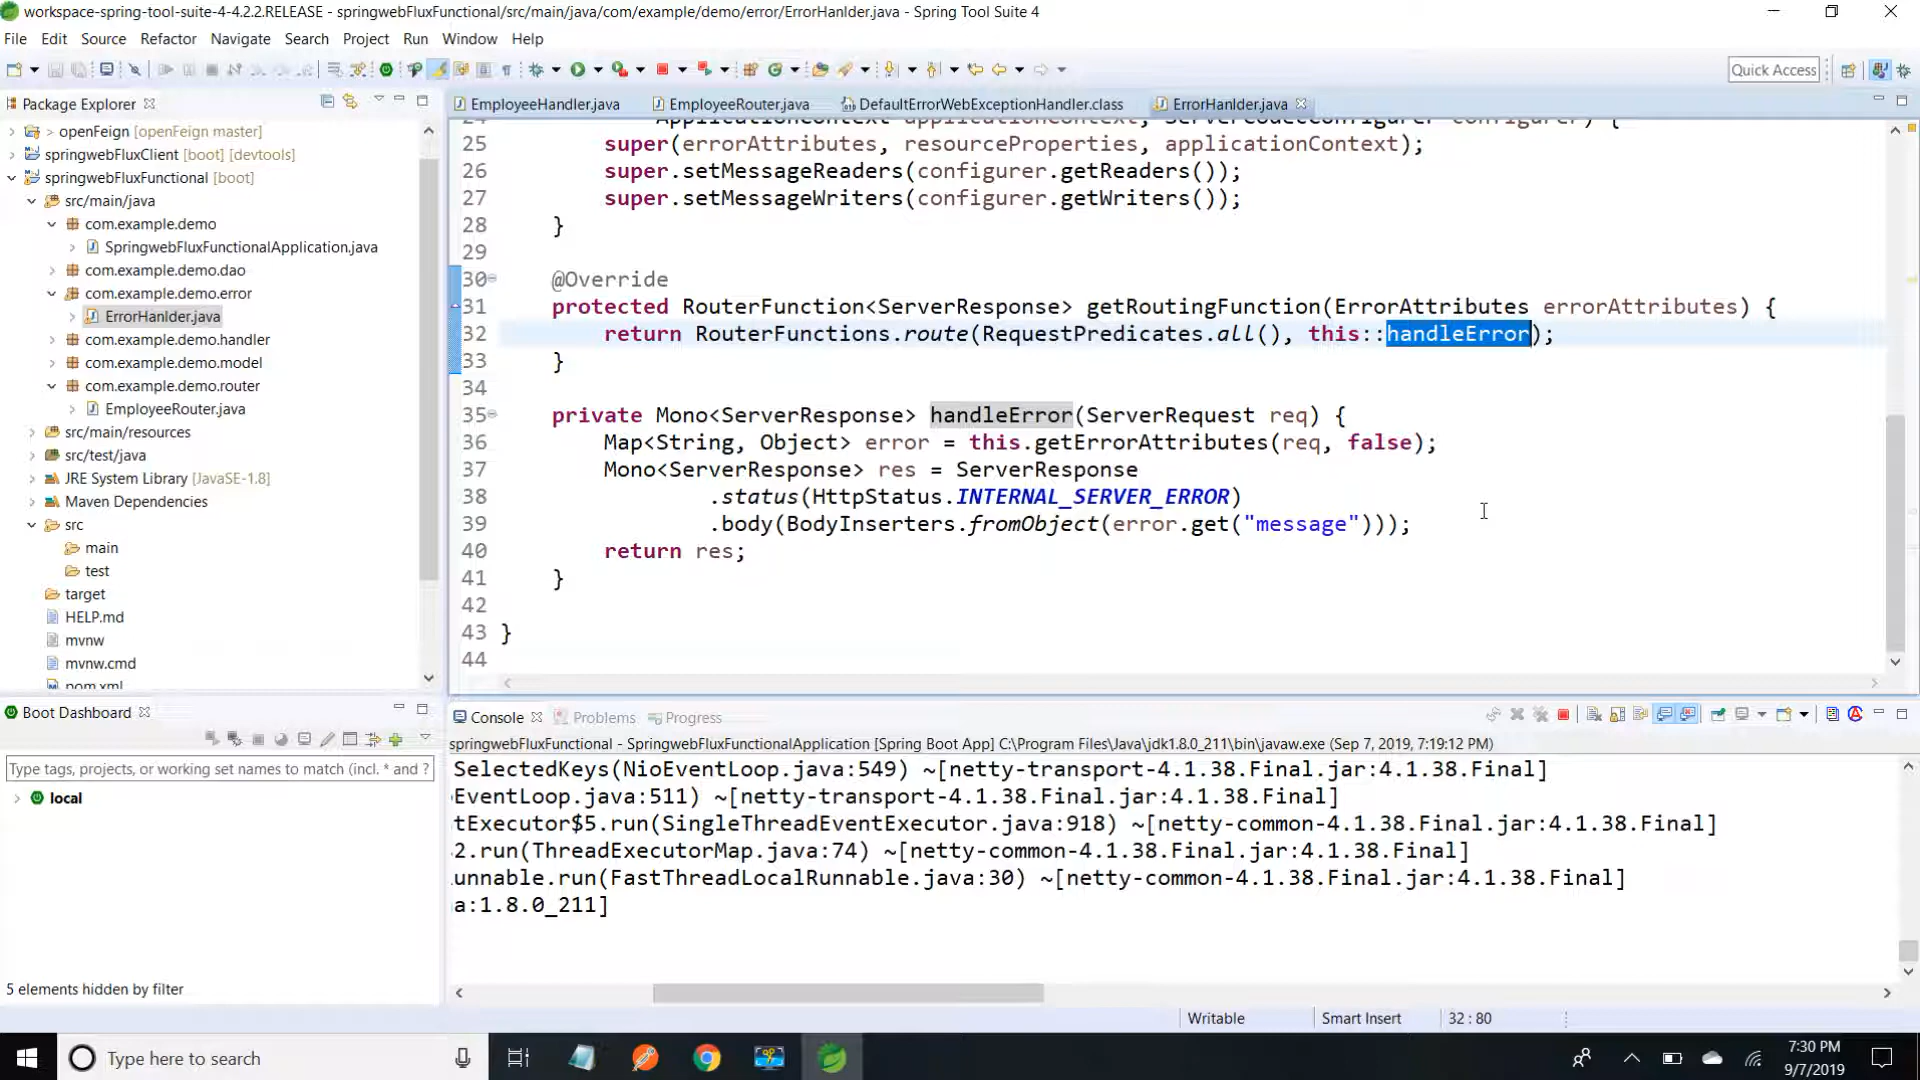 workspace-spring-tool-suite-4-4.2.2.RELEASE - springwebFluxFunctional/src/main/java/com/example/demo/error/ErrorHanlder.java - Spring Tool Suite 4
File Edit Source Refactor Navigate Search Project Run Window Help
Quick Access
Package Explorer
> openFeign [openFeign master]
springwebFluxClient [boot] [devtools]
springwebFluxFunctional [boot]
src/main/java
com.example.demo
SpringwebFluxFunctionalApplication.java
com.example.demo.dao
com.example.demo.error
ErrorHanlder.java
com.example.demo.handler
com.example.demo.model
com.example.demo.router
EmployeeRouter.java
src/main/resources
src/test/java
JRE System Library [JavaSE-1.8]
Maven Dependencies
src
main
test
target
HELP.md
mvnw
mvnw.cmd
pom.xml
EmployeeHandler.java EmployeeRouter.java DefaultErrorWebExceptionHandler.class ErrorHanlder.java
24 ApplicationContext applicationContext, ServerCodecConfigurer configurer) {
25 super(errorAttributes, resourceProperties, applicationContext);
26 super.setMessageReaders(configurer.getReaders());
27 super.setMessageWriters(configurer.getWriters());
28 }
29
30 @Override
31 protected RouterFunction<ServerResponse> getRoutingFunction(ErrorAttributes errorAttributes) {
32 return RouterFunctions.route(RequestPredicates.all(), this::handleError);
33 }
34
35 private Mono<ServerResponse> handleError(ServerRequest req) {
36 Map<String, Object> error = this.getErrorAttributes(req, false);
37 Mono<ServerResponse> res = ServerResponse
38 .status(HttpStatus.INTERNAL_SERVER_ERROR)
39 .body(BodyInserters.fromObject(error.get("message")));
40 return res;
41 }
42
43 }
44
Boot Dashboard
Type tags, projects, or working set names to match (incl. * and ?
local
5 elements hidden by filter
Console Problems Progress
springwebFluxFunctional - SpringwebFluxFunctionalApplication [Spring Boot App] C:\Program Files\Java\jdk1.8.0_211\bin\javaw.exe (Sep 7, 2019, 7:19:12 PM)
SelectedKeys(NioEventLoop.java:549) ~[netty-transport-4.1.38.Final.jar:4.1.38.Final]
EventLoop.java:511) ~[netty-transport-4.1.38.Final.jar:4.1.38.Final]
tExecutor$5.run(SingleThreadEventExecutor.java:918) ~[netty-common-4.1.38.Final.jar:4.1.38.Final]
2.run(ThreadExecutorMap.java:74) ~[netty-common-4.1.38.Final.jar:4.1.38.Final]
unnable.run(FastThreadLocalRunnable.java:30) ~[netty-common-4.1.38.Final.jar:4.1.38.Final]
a:1.8.0_211]
Writable Smart Insert 32 : 80
Type here to search
7:30 PM
9/7/2019